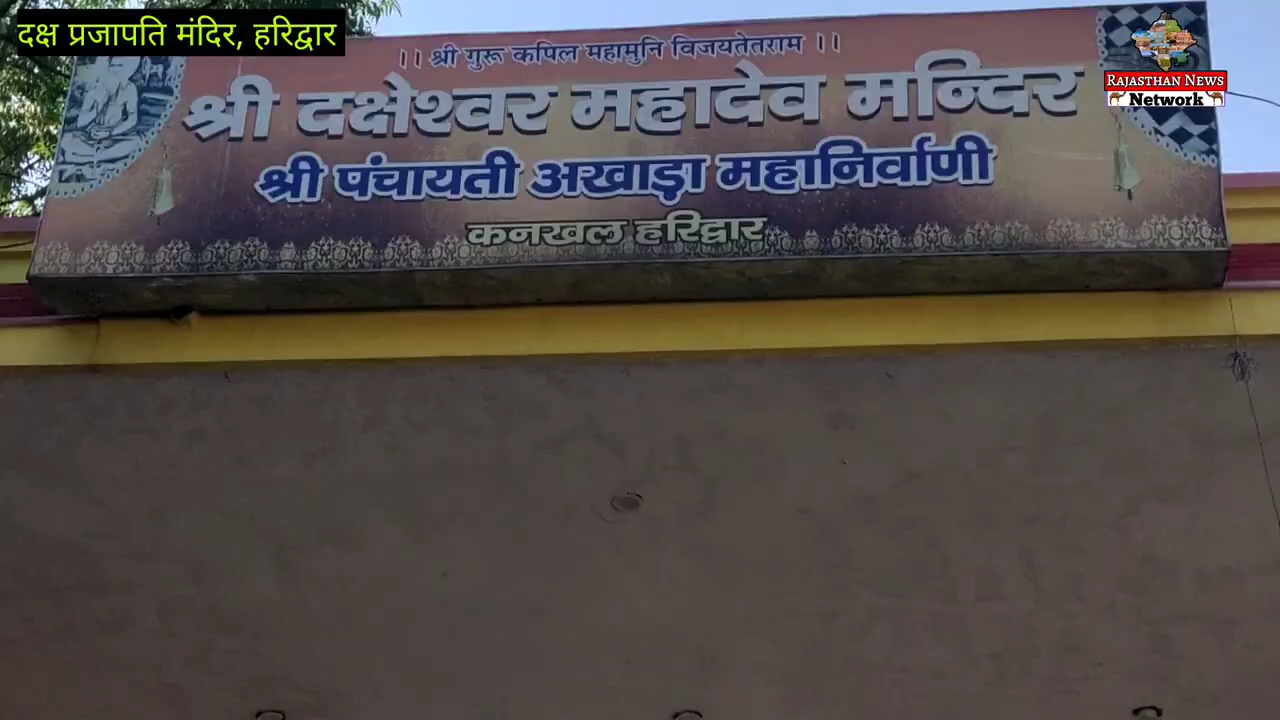 दक्ष प्रजापति मंदिर, हरिद्वार
RAJASTHAN NEWS
Network
।। श्री गुरू कपिल महामुनि विजयतेतराम ।।
श्री दक्षेश्वर महादेव मन्दिर
श्री पंचायती अखाड़ा महानिर्वाणी
कनखल हरिद्वार